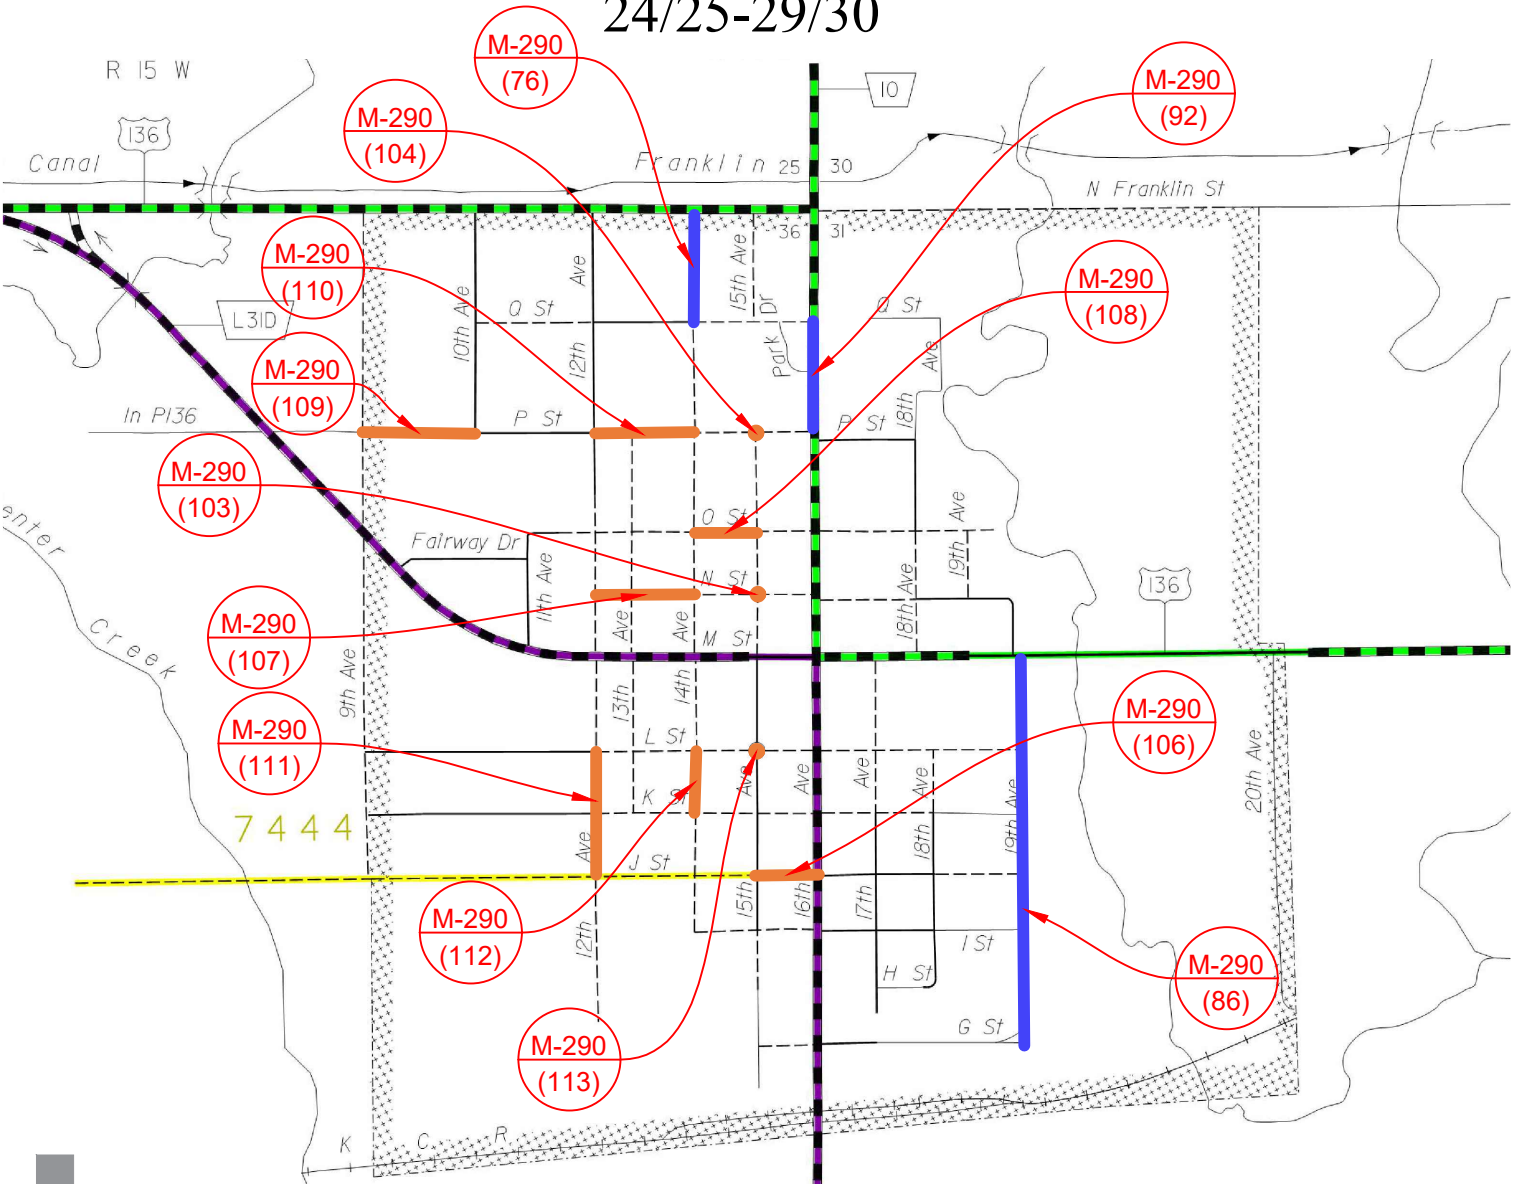 24/25-29/30
R 15 W
M-290
(76)
10
M-290
(92)
M-290
(104)
136
Canal
Franklin
25
30
N Franklin St
36
31
M-290
(110)
Ave
15th Ave
M-290
(108)
L31D
10th Ave
Q St
Park Dr
Q St
12th
Ave
M-290
(109)
In P136
P St
P St
18th
M-290
(103)
O St
19th Ave
Fairway Dr
11th Ave
N St
18th Ave
136
enter
Creek
M-290
(107)
Ave
Ave
M St
9th Ave
13th
14th
M-290
(111)
L St
M-290
(106)
K St
Ave
Ave
Ave
Ave
19th Ave
20th Ave
7444
Ave
J St
18th
15th
16th
17th
M-290
(112)
12th
I St
H St
M-290
(86)
G St
M-290
(113)
K C R